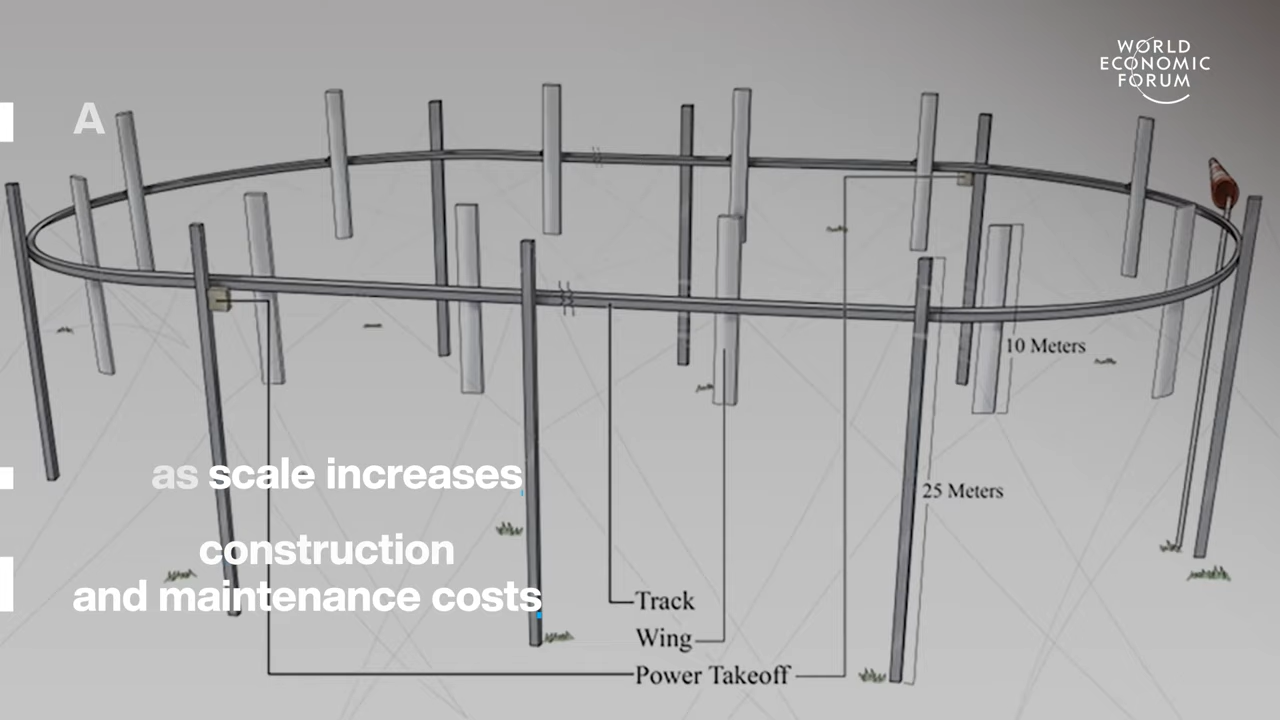 WORLD
ECONOMIC
FORUM
A
10 Meters
as scale increases
25 Meters
construction
and maintenance costs
Track
Wing
Power Takeoff